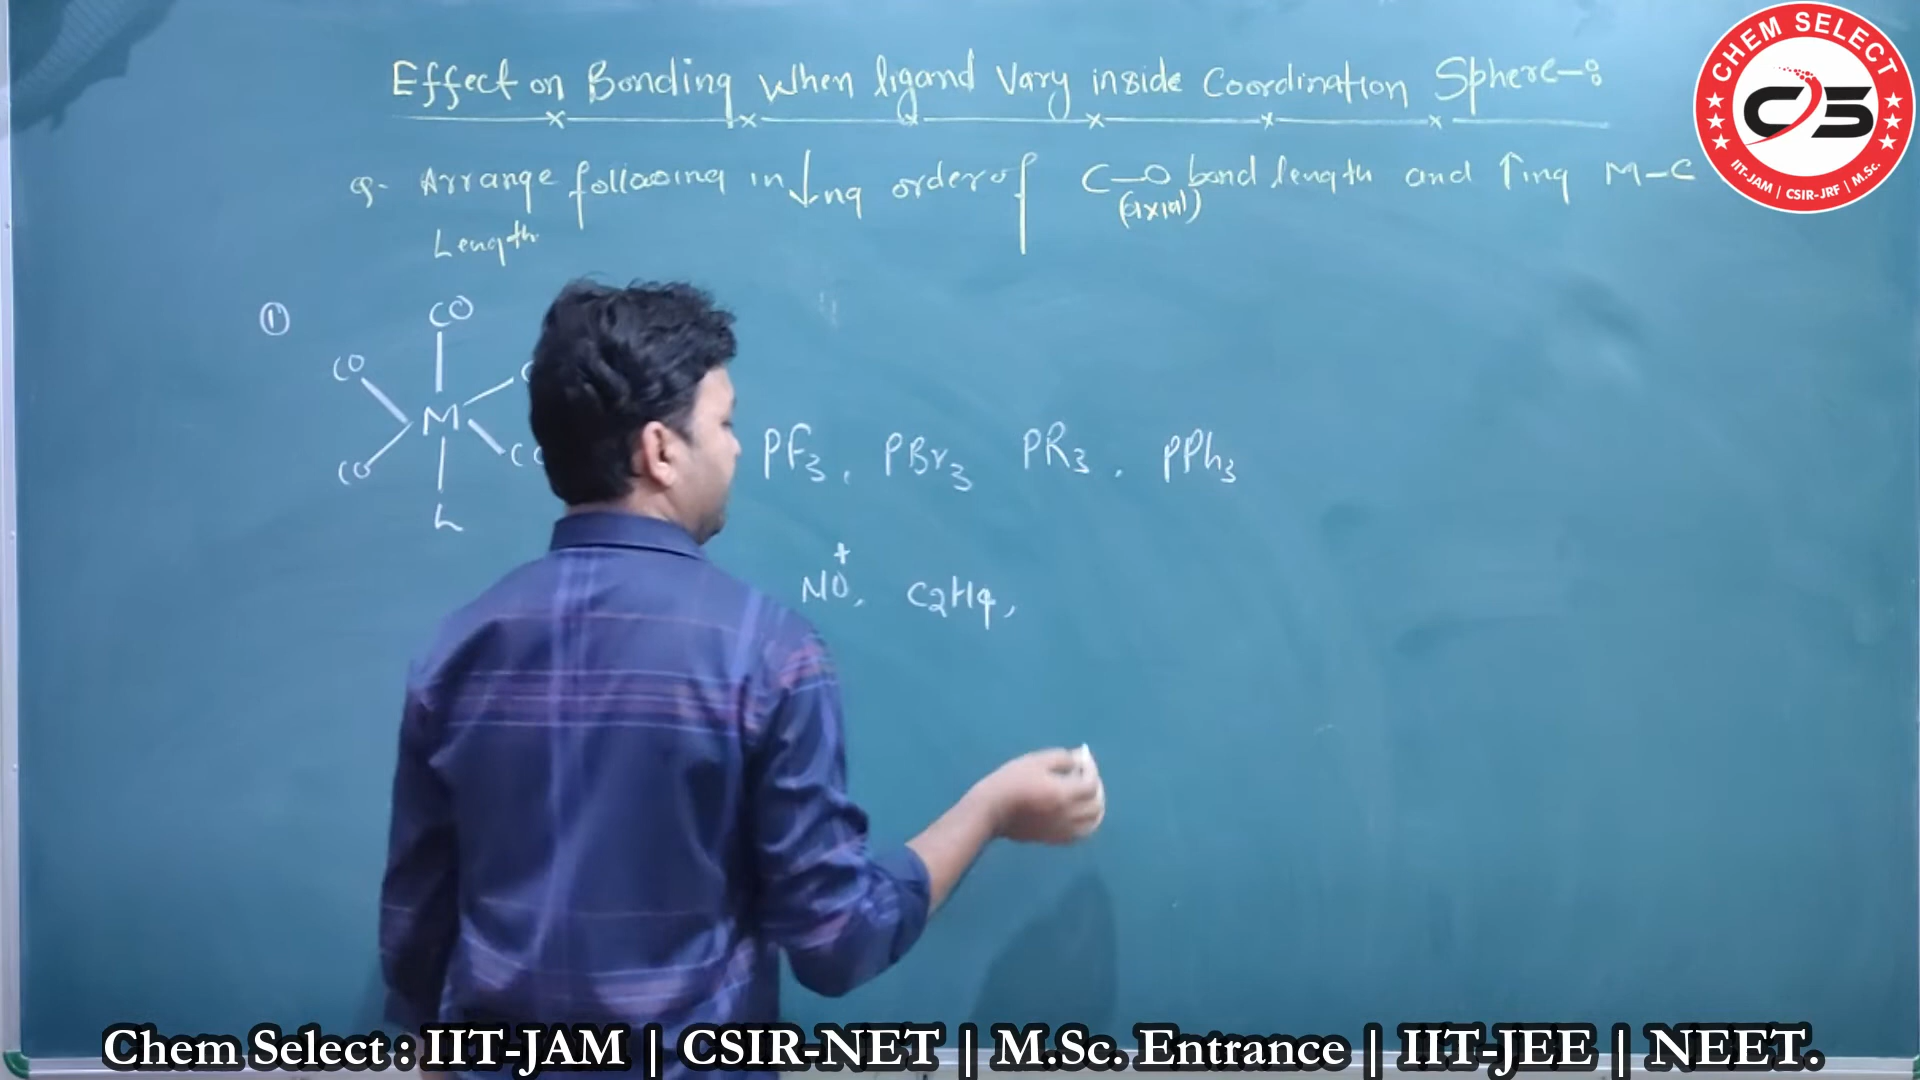 Effect on Bonding When ligand Vary inside Coordination Sphere-:
Q- Arrange following in ↓ng order of C-O bond length and ↑ing M-C
(axial)
Length
①
CO
CO
M
CO
L
PF3, PBr3 PR3, PPh3
NO+, C2H4,
CHEM SELECT
CS
IIT-JAM | CSIR-JRF | M.Sc.
Chem Select : IIT-JAM | CSIR-NET | M.Sc. Entrance | IIT-JEE | NEET.